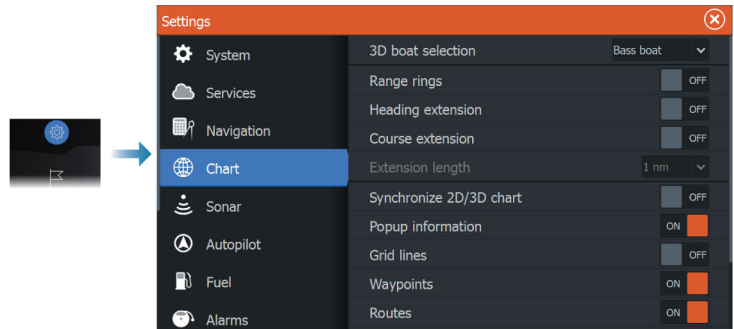 Settings
System
Services
Navigation
Chart
Sonar
Autopilot
Fuel
Alarms
3D boat selection Bass boat
Range rings OFF
Heading extension OFF
Course extension OFF
Extension length 1 nm
Synchronize 2D/3D chart OFF
Popup information ON
Grid lines OFF
Waypoints ON
Routes ON